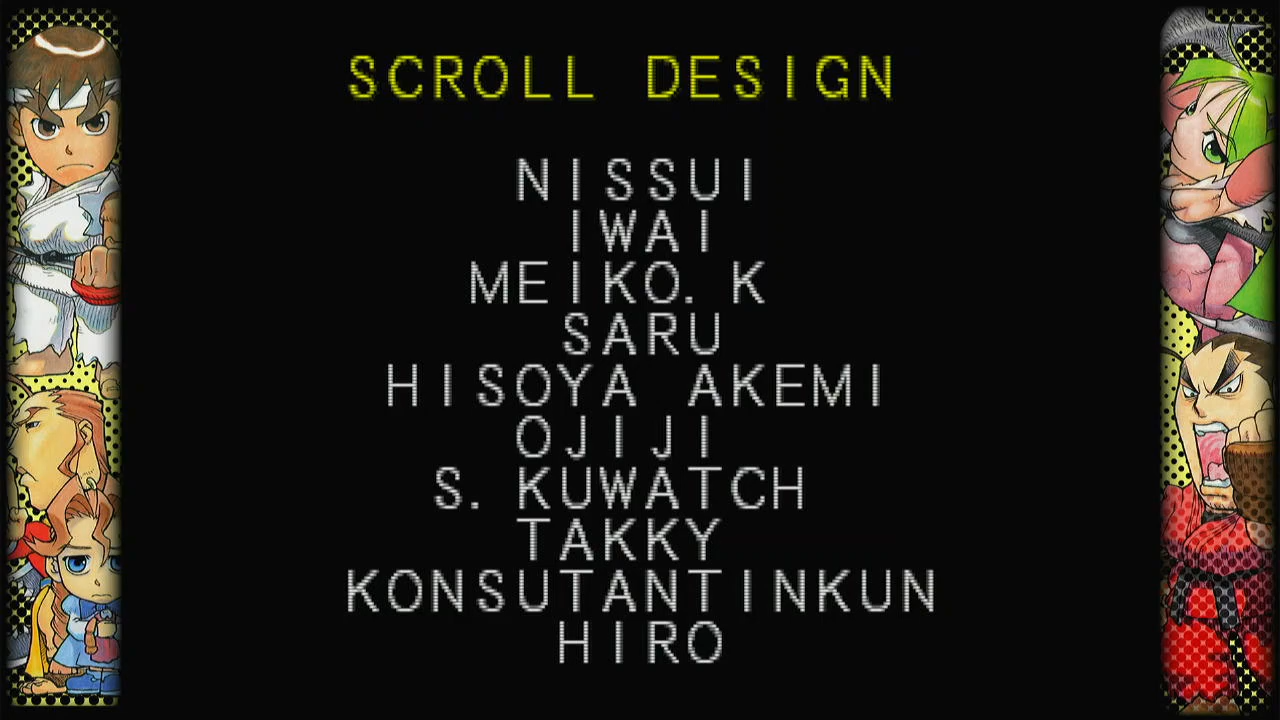 SCROLL DESIGN
NISSUI
IWAI
MEIKO. K
SARU
HISOYA AKEMI
OJIJI
S. KUWATCH
TAKKY
KONSUTANTINKUN
HIRO